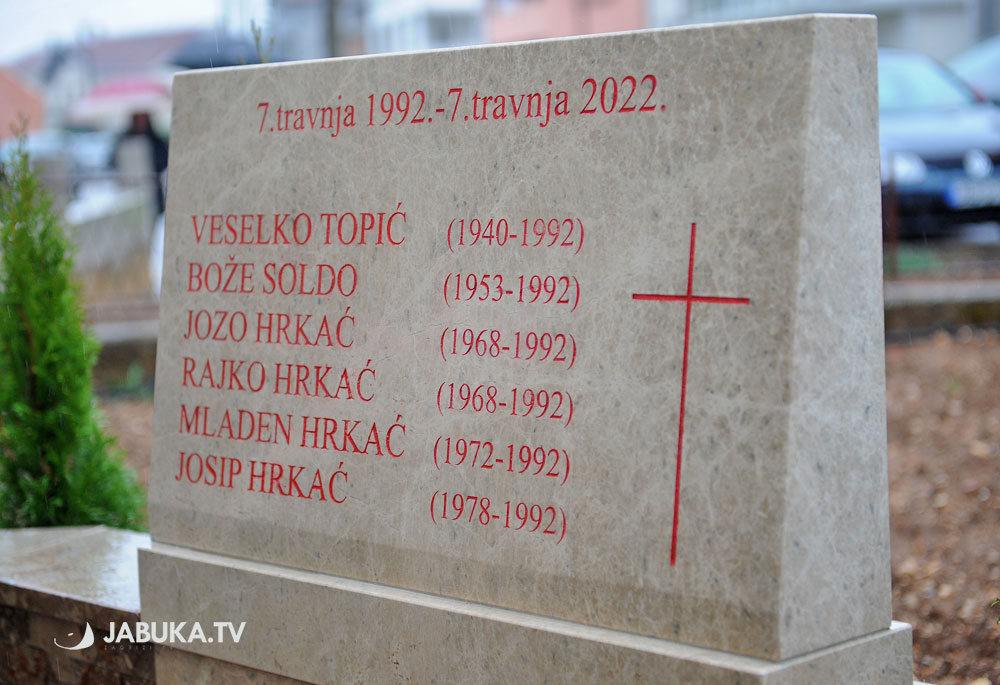 7.travnja 1992.-7.travnja 2022.
VESELKO TOPIĆ (1940-1992)
BOŽE SOLDO (1953-1992)
JOZO HRKAĆ (1968-1992)
RAJKO HRKAĆ (1968-1992)
MLADEN HRKAĆ (1972-1992)
JOSIP HRKAĆ (1978-1992)
JABUKA.TV